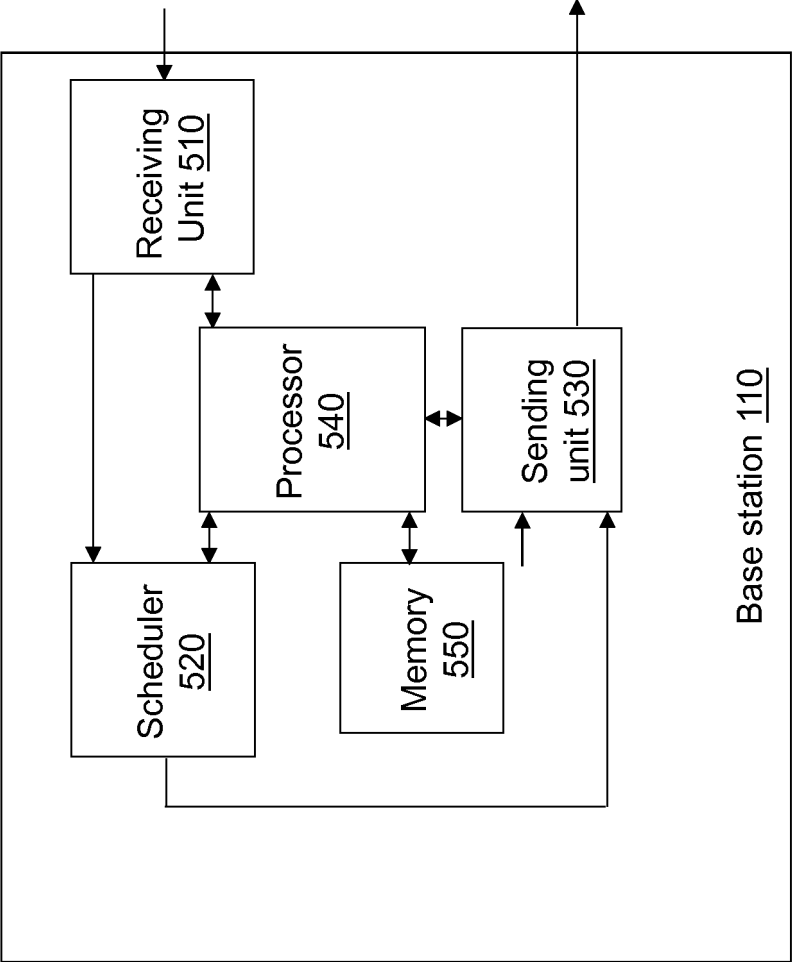 Receiving
Unit 510
Scheduler
520
Processor
540
Memory
550
Sending
unit 530
Base station 110